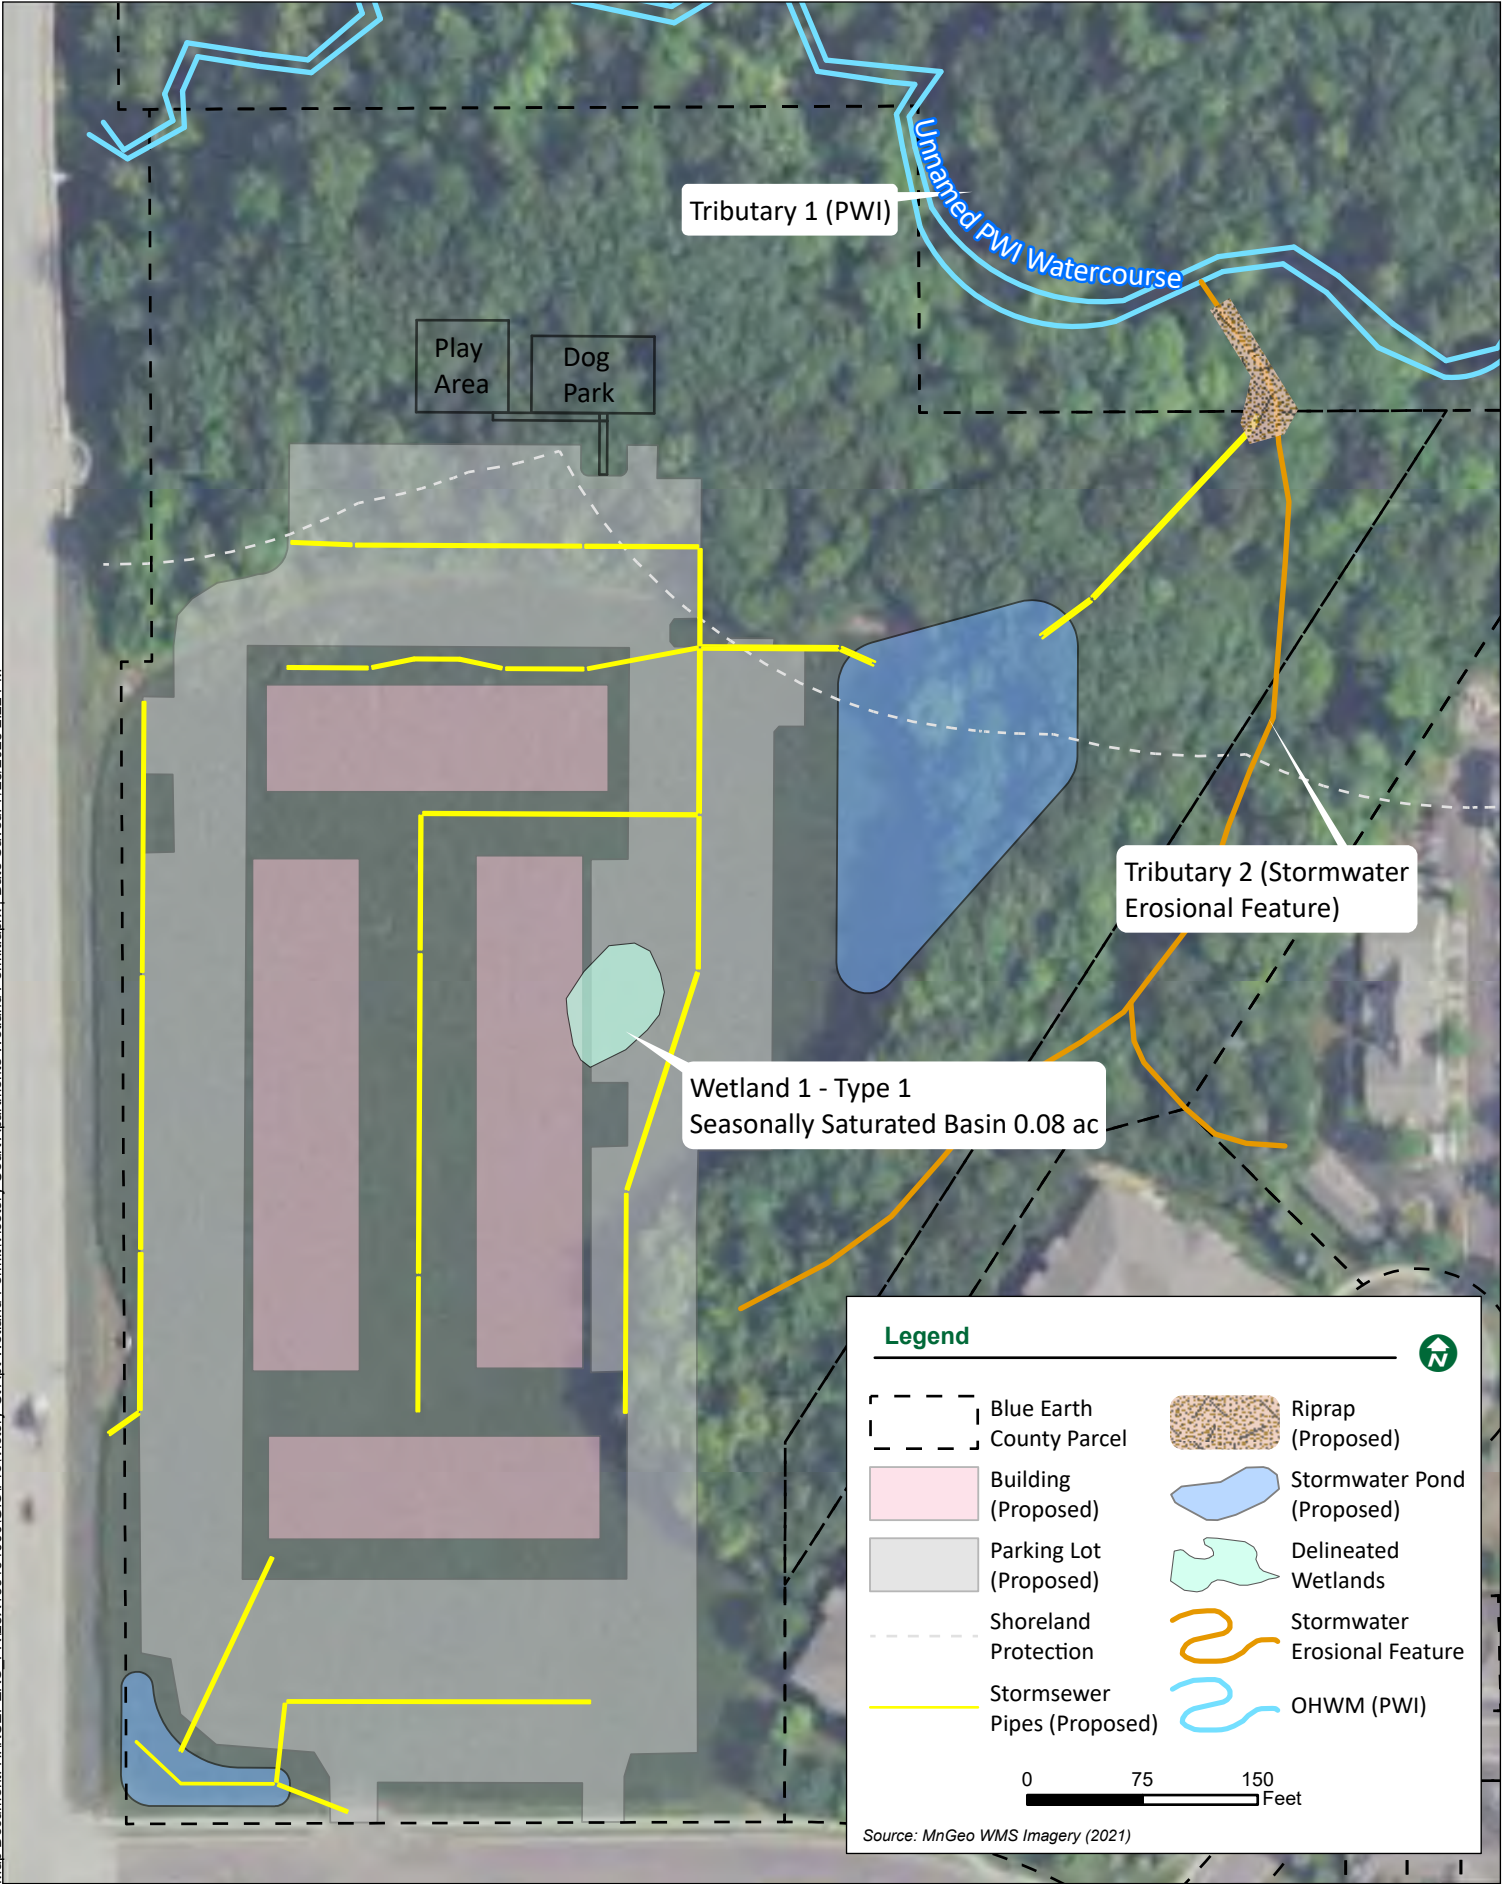 Unnamed PWI Watercourse
Tributary 1 (PWI)
Play
Area
Dog
Park
Tributary 2 (Stormwater
Erosional Feature)
Wetland 1 - Type 1
Seasonally Saturated Basin 0.08 ac
Legend
N
Blue Earth
County Parcel
Building
(Proposed)
Parking Lot
(Proposed)
Shoreland
Protection
Stormsewer
Pipes (Proposed)
Riprap
(Proposed)
Stormwater Pond
(Proposed)
Delineated
Wetlands
Stormwater
Erosional Feature
OHWM (PWI)
0 75 150
Feet
Source: MnGeo WMS Imagery (2021)